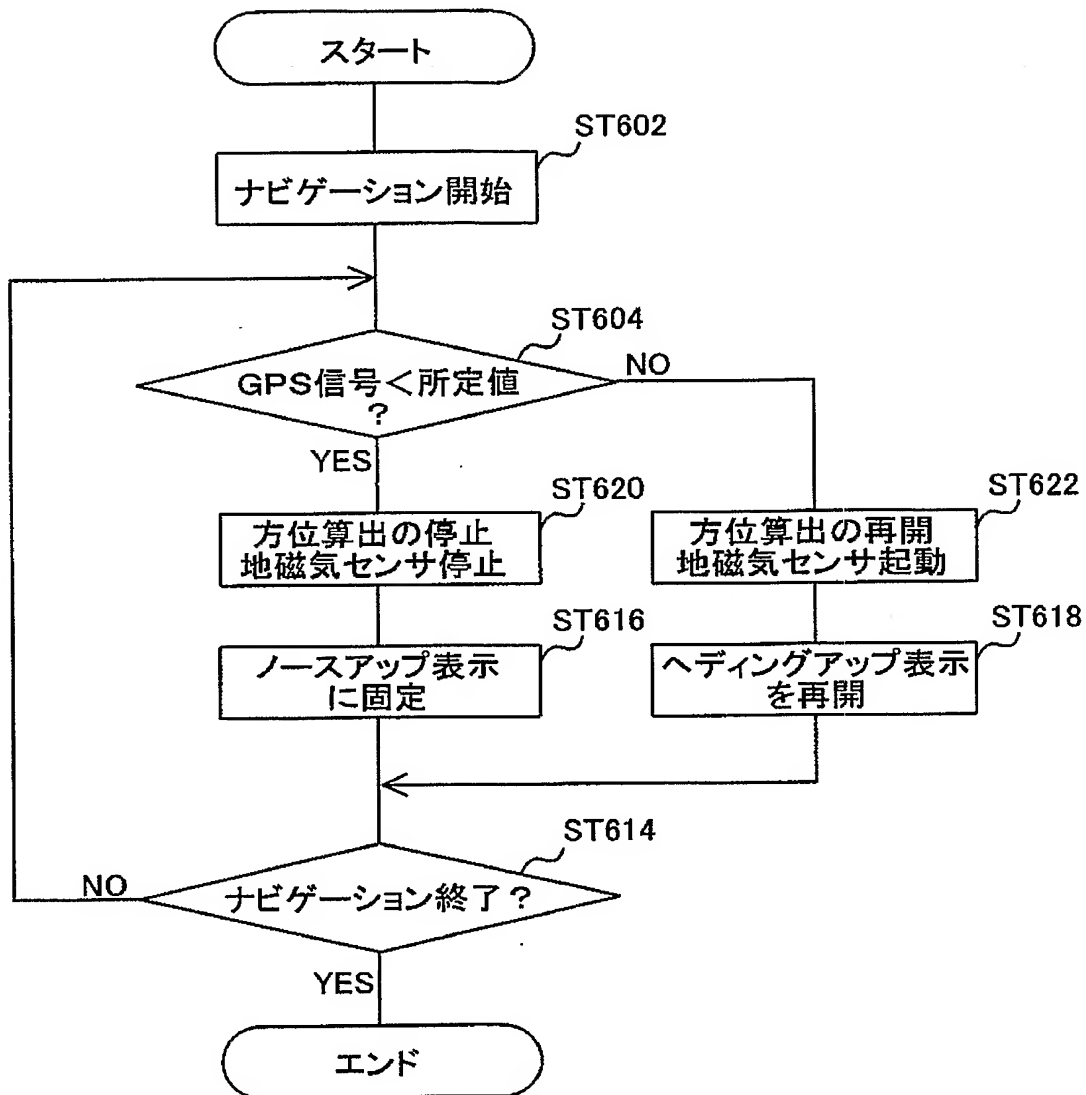 スタート
ST602
ナビゲーション開始
ST604
GPS信号<所定値
?
NO
YES
ST620
方位算出の停止
地磁気センサ停止
ST622
方位算出の再開
地磁気センサ起動
ST616
ノースアップ表示
に固定
ST618
ヘディングアップ表示
を再開
ST614
ナビゲーション終了?
NO
YES
エンド